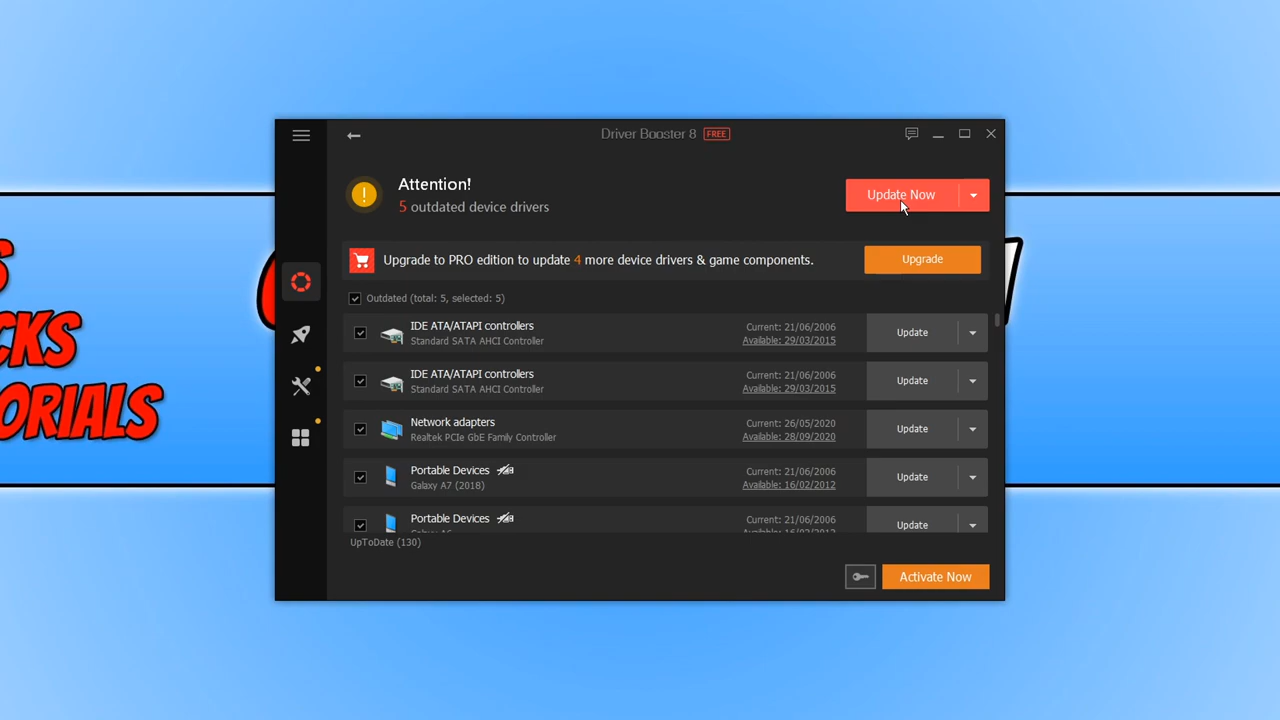 Driver Booster 8 FREE
Attention!
5 outdated device drivers
Update Now
Upgrade to PRO edition to update 4 more device drivers & game components.
Upgrade
Outdated (total: 5, selected: 5)
IDE ATA/ATAPI controllers
Standard SATA AHCI Controller
Current: 21/06/2006
Available: 29/03/2015
Update
IDE ATA/ATAPI controllers
Standard SATA AHCI Controller
Current: 21/06/2006
Available: 29/03/2015
Update
Network adapters
Realtek PCIe GbE Family Controller
Current: 26/05/2020
Available: 28/09/2020
Update
Portable Devices
Galaxy A7 (2018)
Current: 21/06/2006
Available: 16/02/2012
Update
Portable Devices
Current: 21/06/2006
Available: 16/02/2012
Update
UpToDate (130)
Activate Now